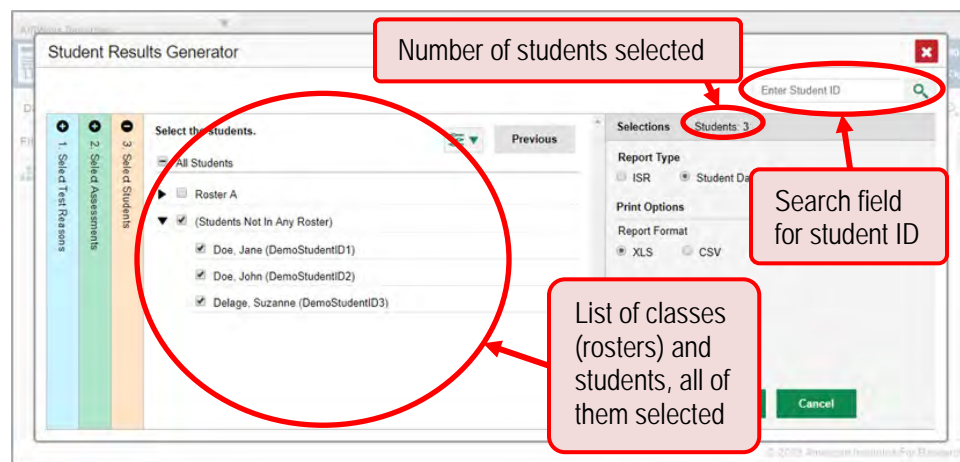 Student Results Generator
Number of students selected
Enter Student ID
1. Select Test Reasons
2. Select Assessments
3. Select Students
Select the students.
Previous
All Students
Roster A
(Students Not In Any Roster)
Doe, Jane (DemoStudentID1)
Doe, John (DemoStudentID2)
Delage, Suzanne (DemoStudentID3)
Selections Students: 3
Report Type
ISR Student Da
Print Options
Report Format
XLS CSV
Search field
for student ID
List of classes
(rosters) and
students, all of
them selected
Cancel